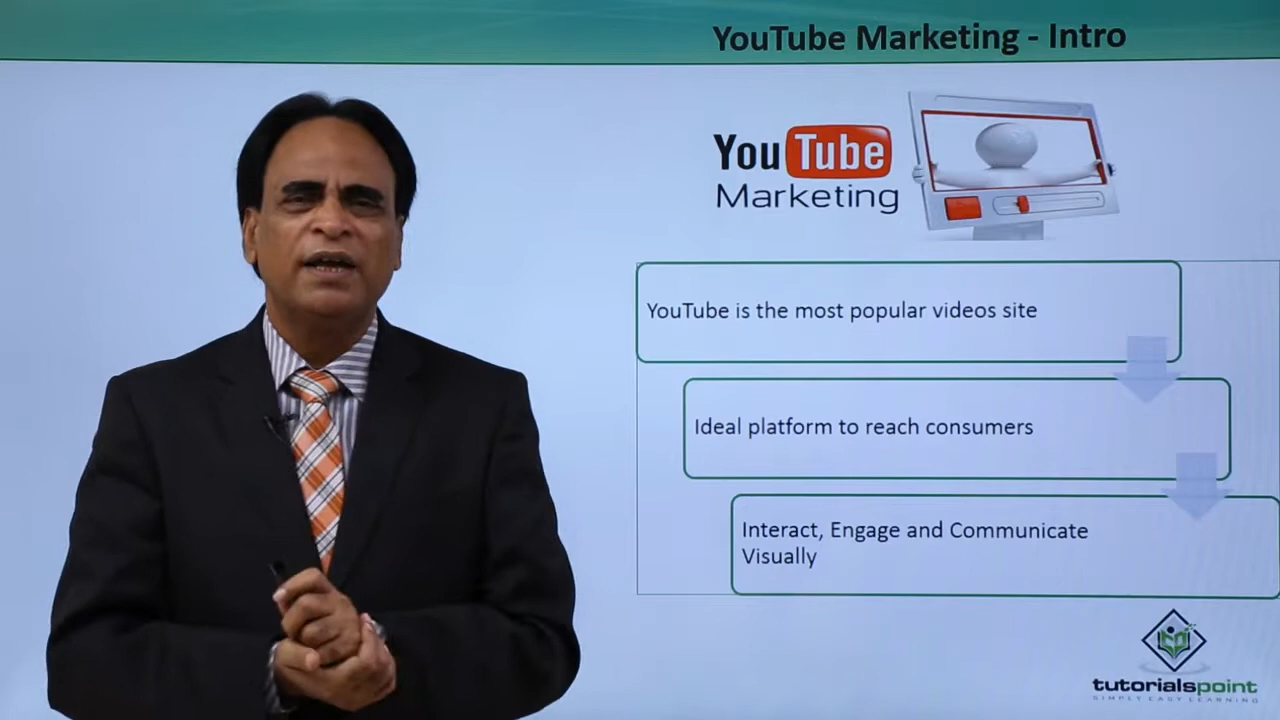 YouTube Marketing - Intro
YouTube
Marketing
YouTube is the most popular videos site
Ideal platform to reach consumers
Interact, Engage and Communicate
Visually
tutorialspoint
SIMPLY EASY LEARNING